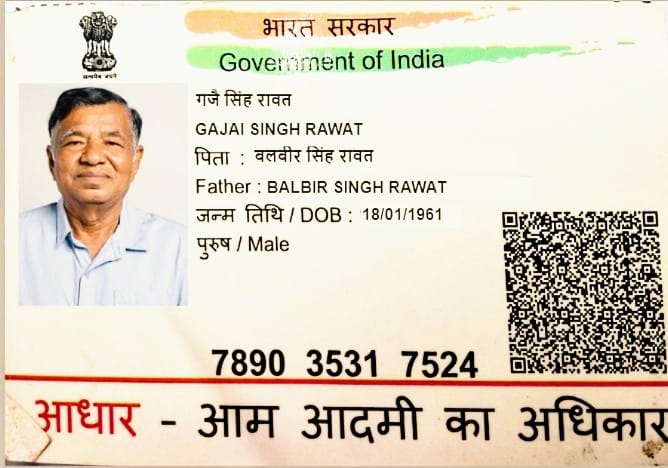 भारत सरकार
Government of India
सत्यमेव जयते
गजै सिंह रावत
GAJAI SINGH RAWAT
पिता : वलवीर सिंह रावत
Father : BALBIR SINGH RAWAT
जन्म तिथि / DOB : 18/01/1961
पुरुष / Male
7890 3531 7524
आधार - आम आदमी का अधिकार